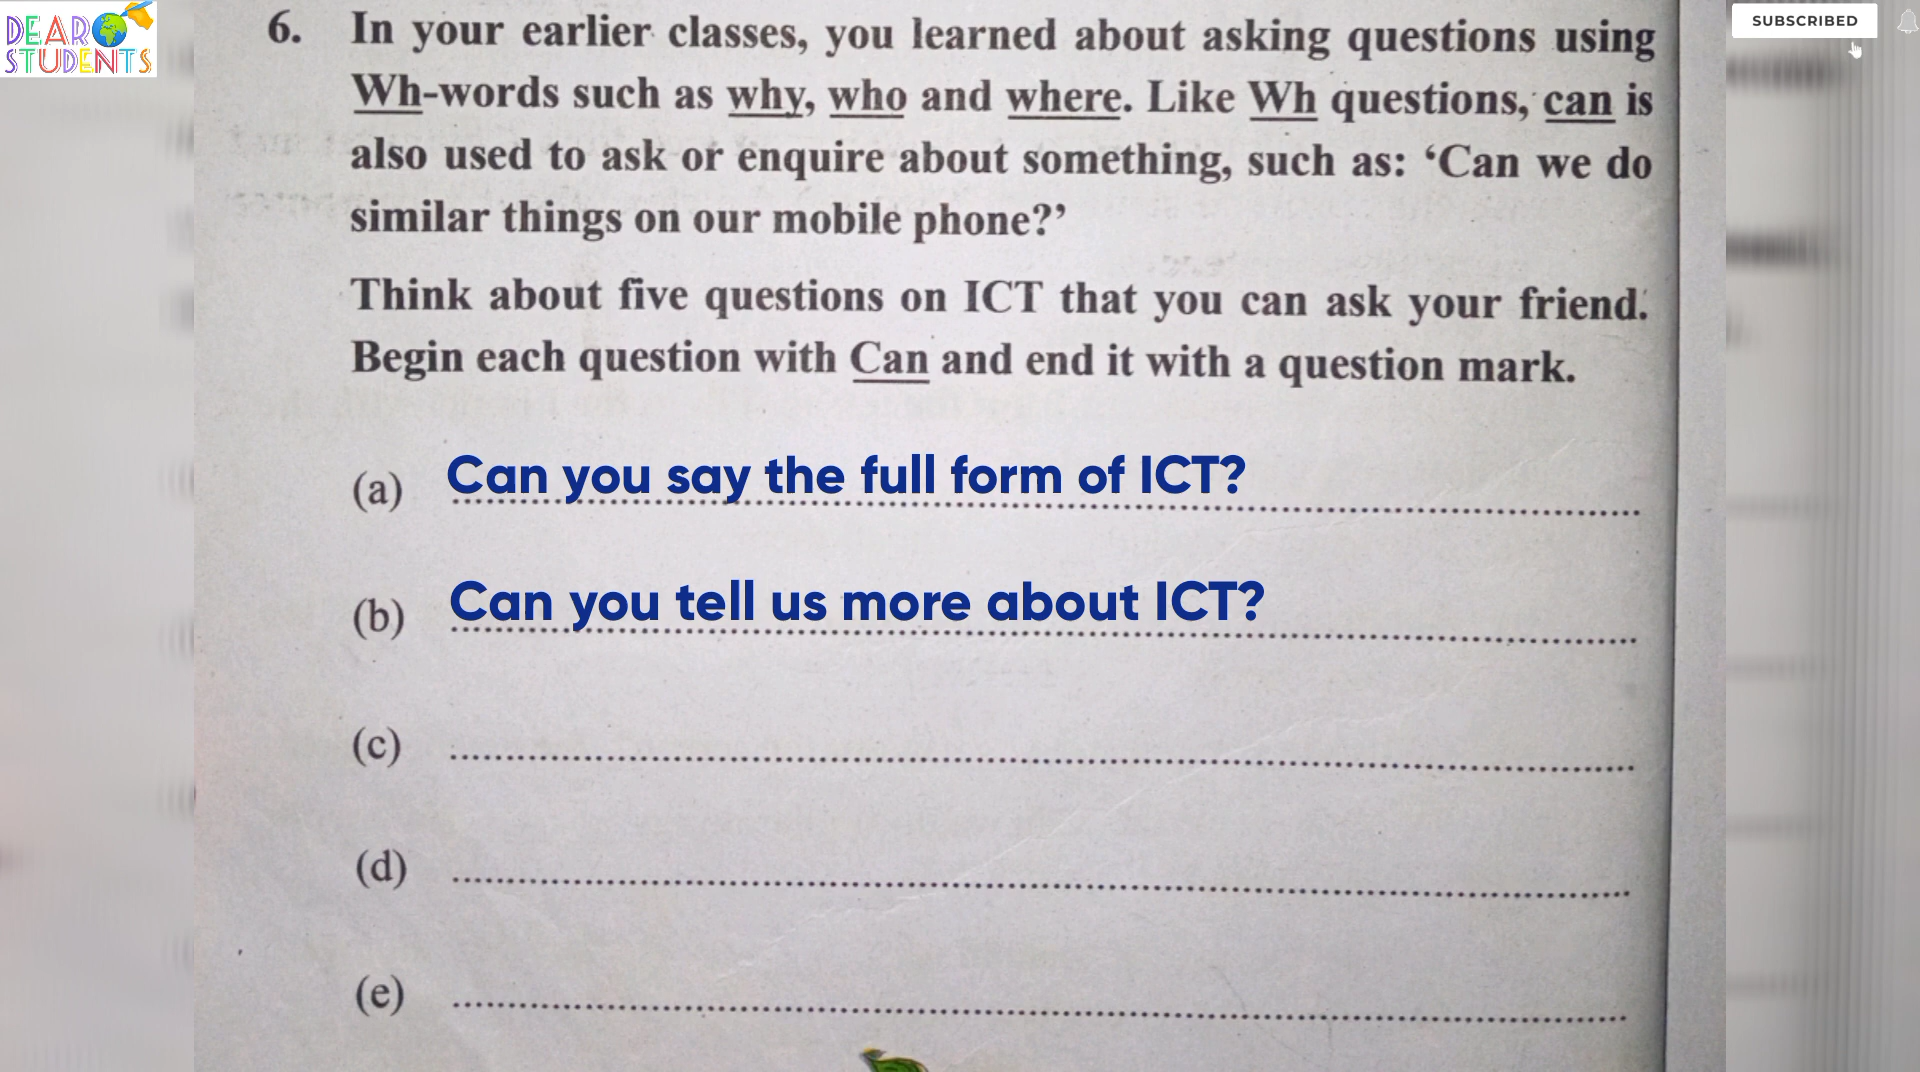 DEAR
STUDENTS
SUBSCRIBED
6. In your earlier classes, you learned about asking questions using
Wh-words such as why, who and where. Like Wh questions, can is
also used to ask or enquire about something, such as: ‘Can we do
similar things on our mobile phone?’
Think about five questions on ICT that you can ask your friend.
Begin each question with Can and end it with a question mark.
(a) Can you say the full form of ICT?
(b) Can you tell us more about ICT?
(c)
(d)
(e)